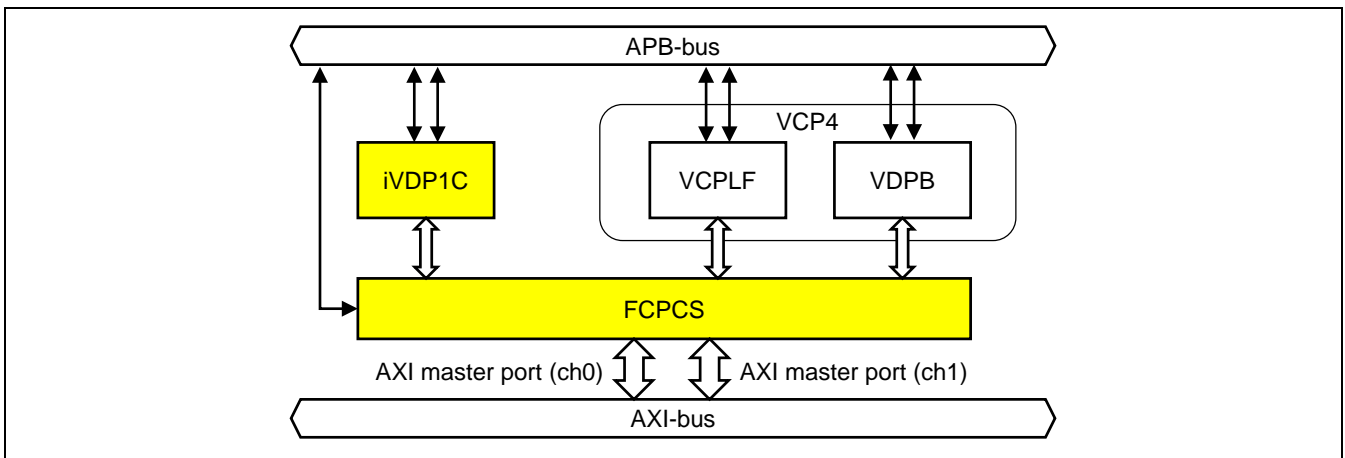 APB-bus
VCP4
iVDP1C
VCPLF
VDPB
FCPCS
AXI master port (ch0)
AXI master port (ch1)
AXI-bus